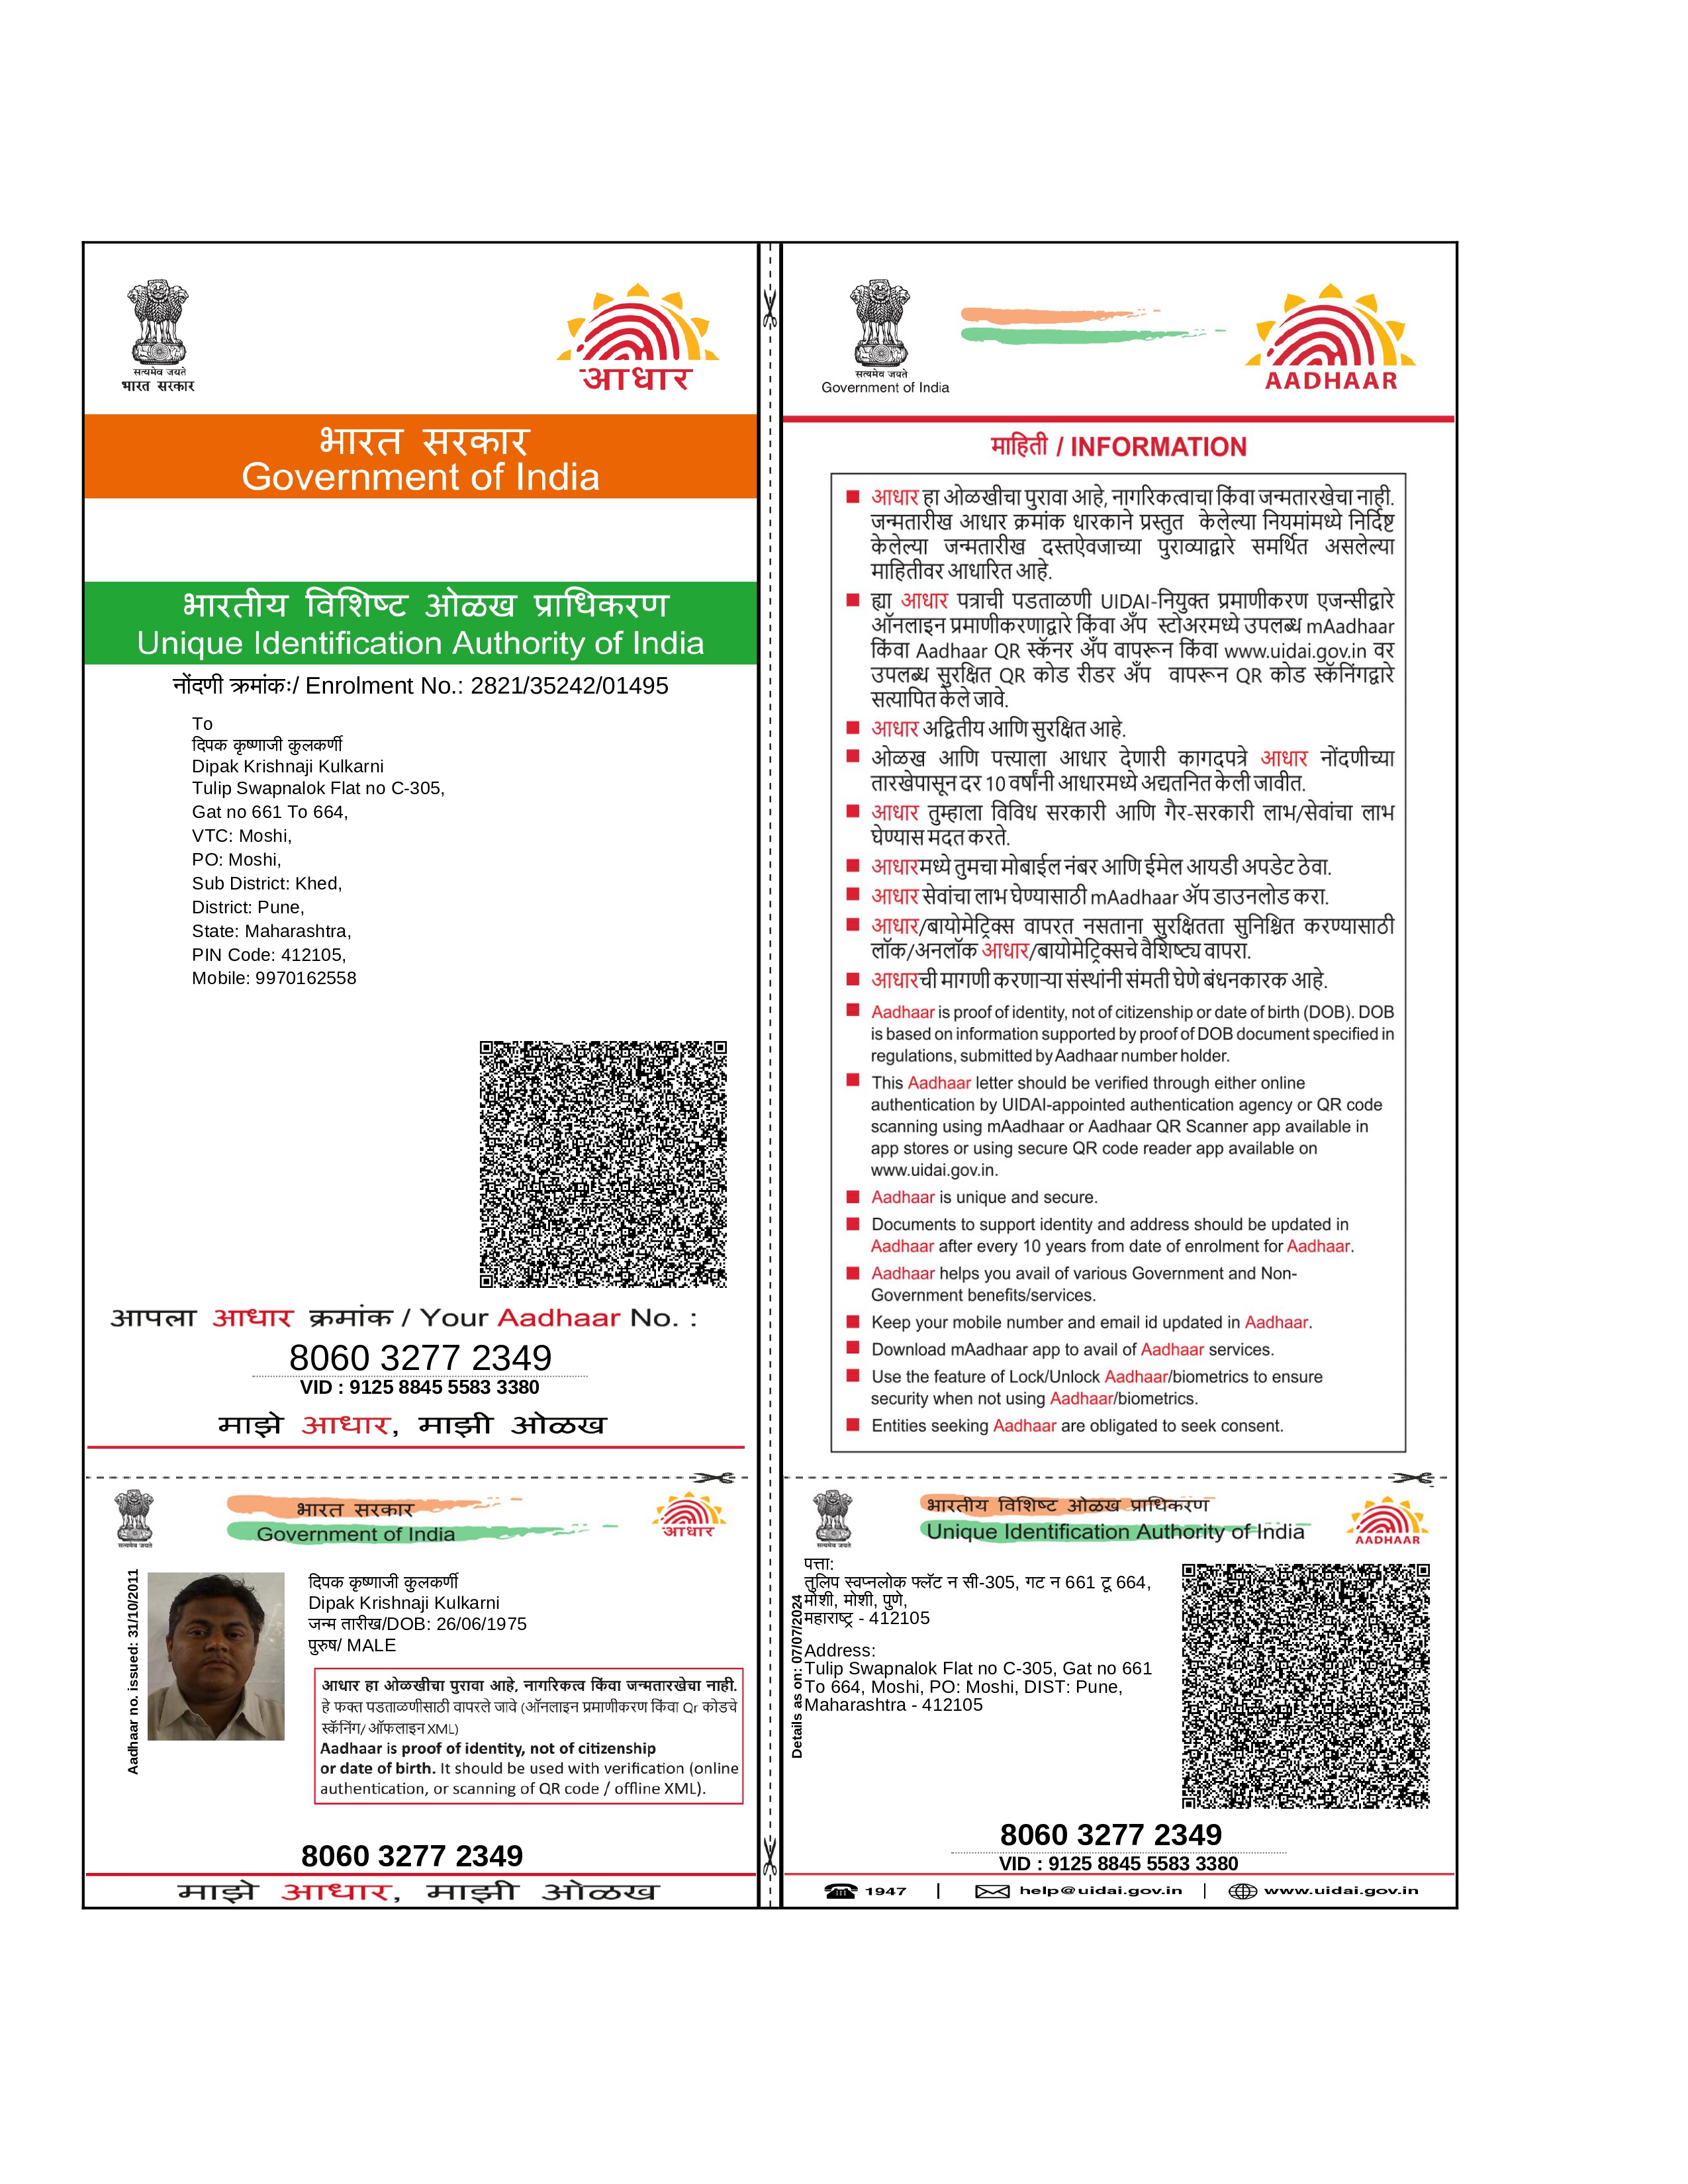 सत्यमेव जयते
भारत सरकार
आधार
भारत सरकार
Government of India
भारतीय विशिष्ट ओळख प्राधिकरण
Unique Identification Authority of India
नोंदणी क्रमांकः/ Enrolment No.: 2821/35242/01495
To
दिपक कृष्णाजी कुलकर्णी
Dipak Krishnaji Kulkarni
Tulip Swapnalok Flat no C-305,
Gat no 661 To 664,
VTC: Moshi,
PO: Moshi,
Sub District: Khed,
District: Pune,
State: Maharashtra,
PIN Code: 412105,
Mobile: 9970162558
आपला आधार क्रमांक / Your Aadhaar No. :
8060 3277 2349
VID : 9125 8845 5583 3380
माझे आधार, माझी ओळख
सत्यमेव जयते
Government of India
AADHAAR
माहिती / INFORMATION
आधार हा ओळखीचा पुरावा आहे, नागरिकत्वाचा किंवा जन्मतारखेचा नाही.
जन्मतारीख आधार क्रमांक धारकाने प्रस्तुत केलेल्या नियमांमध्ये निर्दिष्ट
केलेल्या जन्मतारीख दस्तऐवजाच्या पुराव्याद्वारे समर्थित असलेल्या
माहितीवर आधारित आहे.
ह्या आधार पत्राची पडताळणी UIDAI-नियुक्त प्रमाणीकरण एजन्सीद्वारे
ऑनलाइन प्रमाणीकरणाद्वारे किंवा अ‍ँप स्टोअरमध्ये उपलब्ध mAadhaar
किंवा Aadhaar QR स्कॅनर अ‍ँप वापरून किंवा www.uidai.gov.in वर
उपलब्ध सुरक्षित QR कोड रीडर अ‍ँप वापरून QR कोड स्कॅनिंगद्वारे
सत्यापित केले जावे.
आधार अद्वितीय आणि सुरक्षित आहे.
ओळख आणि पत्त्याला आधार देणारी कागदपत्रे आधार नोंदणीच्या
तारखेपासून दर 10 वर्षांनी आधारमध्ये अद्यतनित केली जावीत.
आधार तुम्हाला विविध सरकारी आणि गैर-सरकारी लाभ/सेवांचा लाभ
घेण्यास मदत करते.
आधारमध्ये तुमचा मोबाईल नंबर आणि ईमेल आयडी अपडेट ठेवा.
आधार सेवांचा लाभ घेण्यासाठी mAadhaar ॲप डाउनलोड करा.
आधार/बायोमेट्रिक्स वापरत नसताना सुरक्षितता सुनिश्चित करण्यासाठी
लॉक/अनलॉक आधार/बायोमेट्रिक्सचे वैशिष्ट्य वापरा.
आधारची मागणी करणाऱ्या संस्थांनी संमती घेणे बंधनकारक आहे.
Aadhaar is proof of identity, not of citizenship or date of birth (DOB). DOB
is based on information supported by proof of DOB document specified in
regulations, submitted by Aadhaar number holder.
This Aadhaar letter should be verified through either online
authentication by UIDAI-appointed authentication agency or QR code
scanning using mAadhaar or Aadhaar QR Scanner app available in
app stores or using secure QR code reader app available on
www.uidai.gov.in.
Aadhaar is unique and secure.
Documents to support identity and address should be updated in
Aadhaar after every 10 years from date of enrolment for Aadhaar.
Aadhaar helps you avail of various Government and Non-
Government benefits/services.
Keep your mobile number and email id updated in Aadhaar.
Download mAadhaar app to avail of Aadhaar services.
Use the feature of Lock/Unlock Aadhaar/biometrics to ensure
security when not using Aadhaar/biometrics.
Entities seeking Aadhaar are obligated to seek consent.
सत्यमेव जयते
भारत सरकार
Government of India
आधार
Aadhaar no. issued: 31/10/2011
दिपक कृष्णाजी कुलकर्णी
Dipak Krishnaji Kulkarni
जन्म तारीख/DOB: 26/06/1975
पुरुष/ MALE
आधार हा ओळखीचा पुरावा आहे, नागरिकत्व किंवा जन्मतारखेचा नाही.
हे फक्त पडताळणीसाठी वापरले जावे (ऑनलाइन प्रमाणीकरण किंवा Qr कोडचे
स्कॅनिंग/ ऑफलाइन XML)
Aadhaar is proof of identity, not of citizenship
or date of birth. It should be used with verification (online
authentication, or scanning of QR code / offline XML).
8060 3277 2349
माझे आधार, माझी ओळख
सत्यमेव जयते
भारतीय विशिष्ट ओळख प्राधिकरण
Unique Identification Authority of India
AADHAAR
Details as on: 07/07/2024
पत्ता:
तुलिप स्वप्नलोक फ्लॅट न सी-305, गट न 661 टू 664,
मोशी, मोशी, पुणे,
महाराष्ट्र - 412105
Address:
Tulip Swapnalok Flat no C-305, Gat no 661
To 664, Moshi, PO: Moshi, DIST: Pune,
Maharashtra - 412105
8060 3277 2349
VID : 9125 8845 5583 3380
1947 | help@uidai.gov.in | www.uidai.gov.in